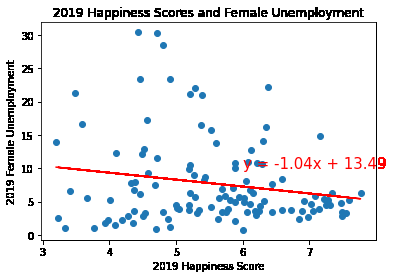 2019 Happiness Scores and Female Unemployment
30
25
20
15
10
5
0
2019 Female Unemployment
y = -1.04x + 13.49
3 4 5 6 7
2019 Happiness Score